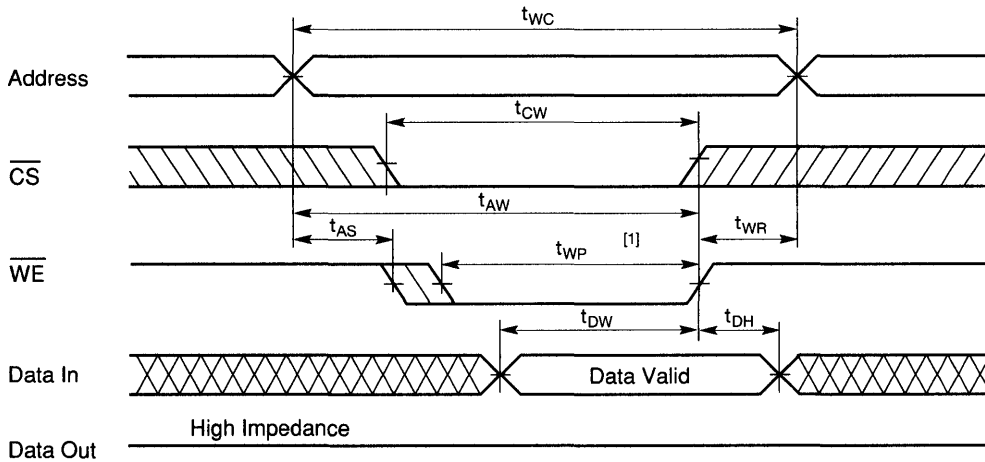 tWC
Address
tCW
CS
tAW
tAS
tWR
WE
tWP [1]
tDW
tDH
Data In
Data Valid
High Impedance
Data Out